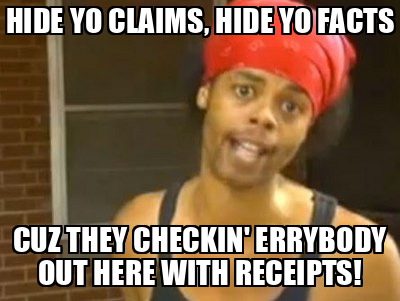 HIDE YO CLAIMS, HIDE YO FACTS
CUZ THEY CHECKIN' ERRYBODY
OUT HERE WITH RECEIPTS!